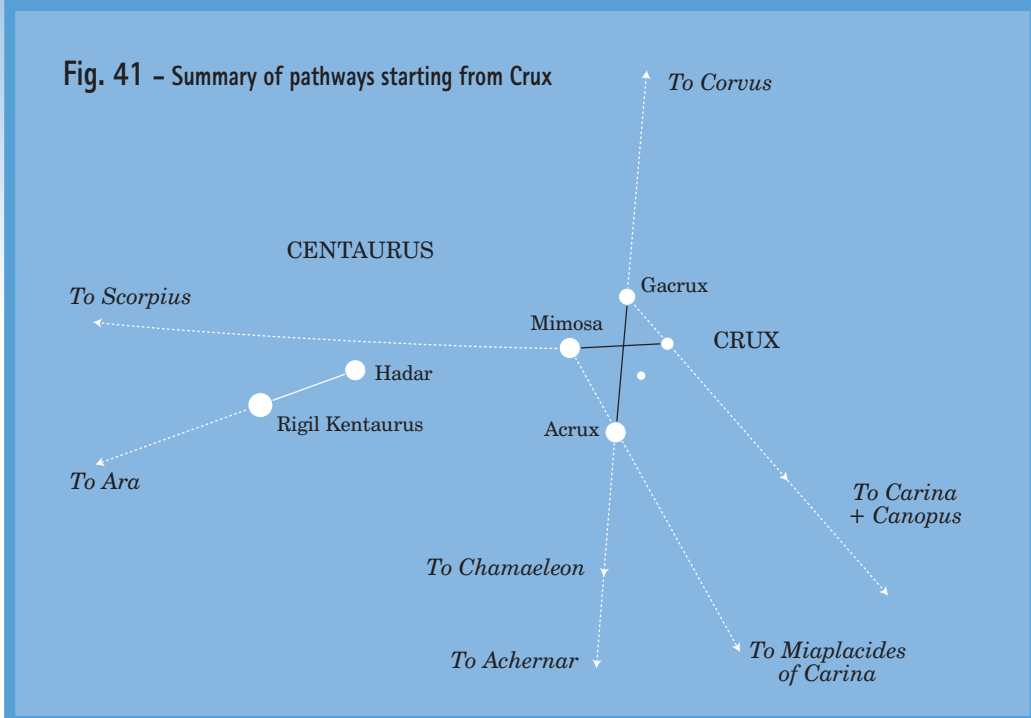 Fig. 41 – Summary of pathways starting from Crux
To Corvus
CENTAURUS
Gacrux
To Scorpius
Mimosa
CRUX
Hadar
Rigil Kentaurus
Acrux
To Ara
To Carina
+ Canopus
To Chamaeleon
To Achernar
To Miaplacides
of Carina